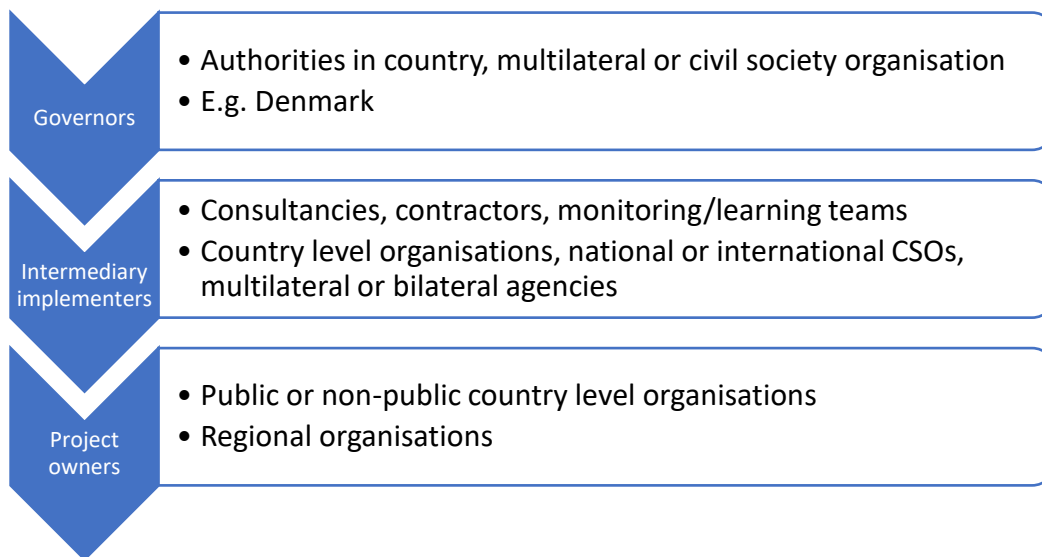 Governors
• Authorities in country, multilateral or civil society organisation
• E.g. Denmark
Intermediary
implementers
• Consultancies, contractors, monitoring/learning teams
• Country level organisations, national or international CSOs,
multilateral or bilateral agencies
Project
owners
• Public or non-public country level organisations
• Regional organisations